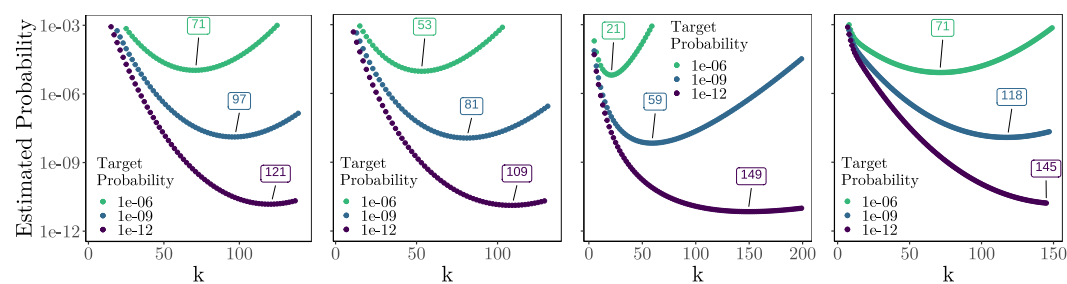 Estimated Probability
1e-03
1e-06
1e-09
1e-12
71
97
121
Target
Probability
1e-06
1e-09
1e-12
0
50
100
k
53
81
109
Target
Probability
1e-06
1e-09
1e-12
0
50
100
k
21
59
149
Target
Probability
1e-06
1e-09
1e-12
0
50
100
150
200
k
71
118
145
Target
Probability
1e-06
1e-09
1e-12
0
50
100
150
k